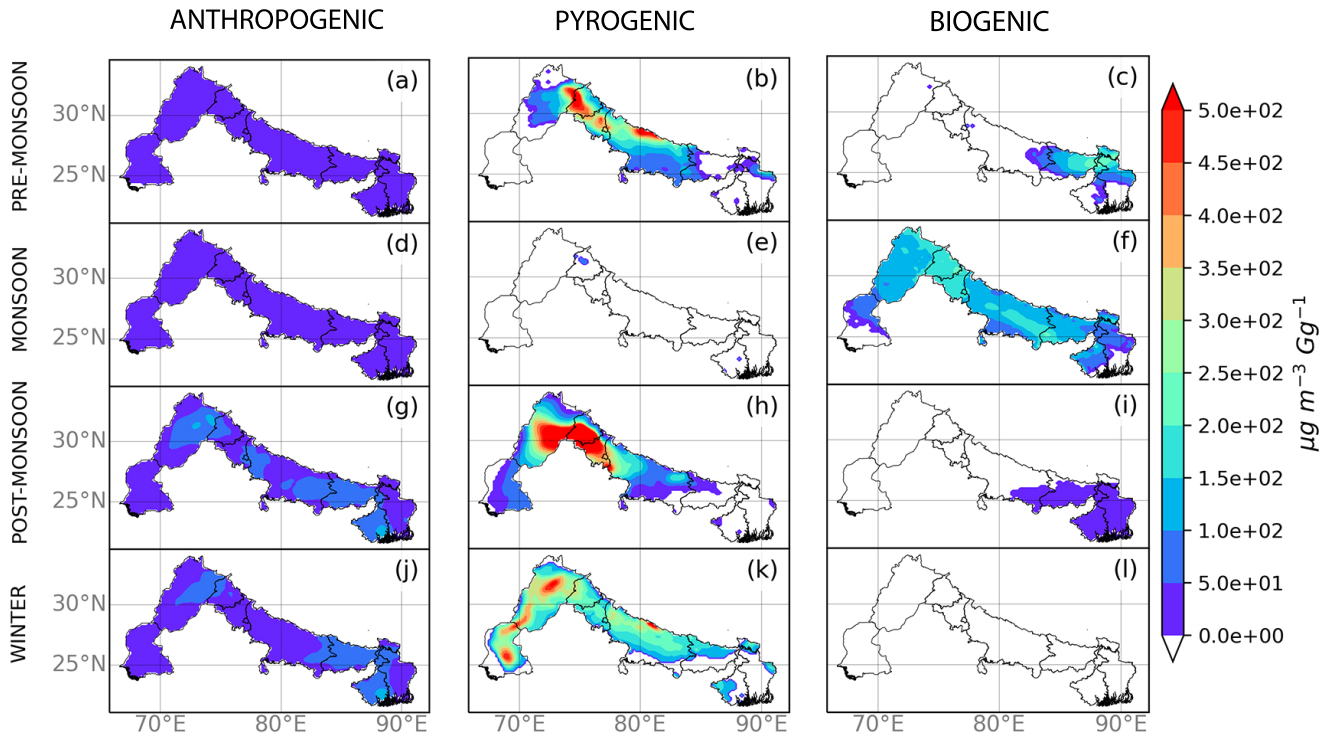 ANTHROPOGENIC PYROGENIC BIOGENIC
PRE-MONSOON
30°N
25°N
(a)
(b)
(c)
MONSOON
30°N
25°N
(d)
(e)
(f)
POST-MONSOON
30°N
25°N
(g)
(h)
(i)
WINTER
30°N
25°N
(j)
(k)
(l)
70°E 80°E 90°E 70°E 80°E 90°E 70°E 80°E 90°E
5.0e+02
4.5e+02
4.0e+02
3.5e+02
3.0e+02
2.5e+02
2.0e+02
1.5e+02
1.0e+02
5.0e+01
0.0e+00
μg m⁻³ Gg⁻¹